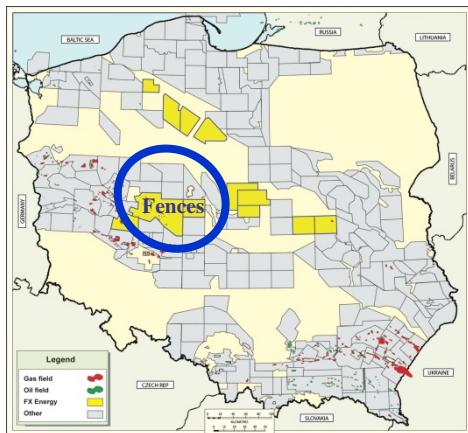 BALTIC SEA
RUSSIA
LITHUANIA
BELARUS
GERMANY
Fences
UKRAINE
CZECH REP
SLOVAKIA
Legend
Gas field
Oil field
FX Energy
Other
KILOMETRES